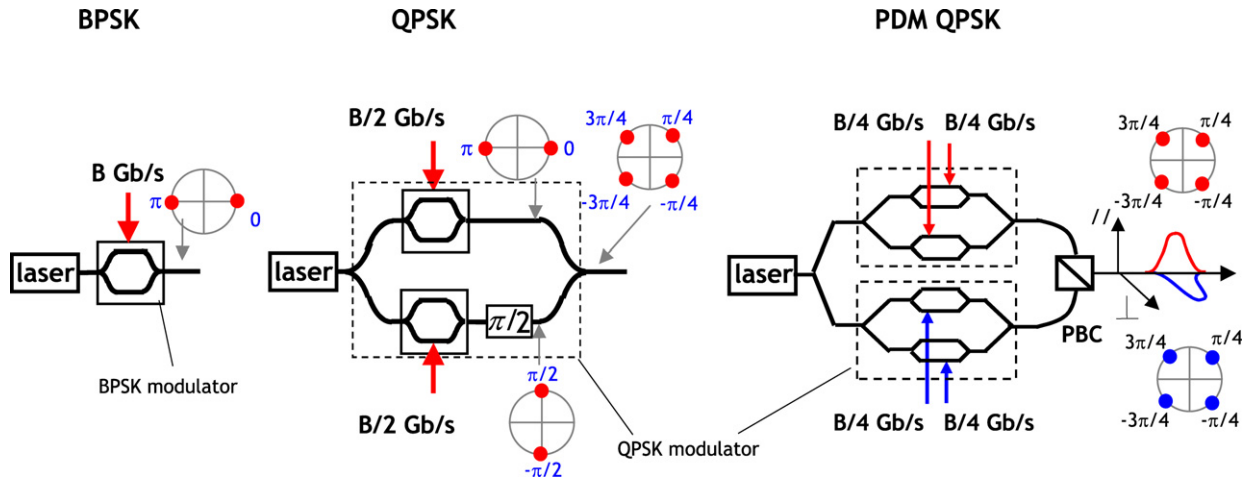 BPSK
B Gb/s
π
0
laser
BPSK modulator
QPSK
B/2 Gb/s
π
0
3π/4
π/4
-3π/4
-π/4
laser
π/2
B/2 Gb/s
π/2
-π/2
QPSK modulator
PDM QPSK
B/4 Gb/s
B/4 Gb/s
laser
B/4 Gb/s
B/4 Gb/s
PBC
3π/4
π/4
-3π/4
-π/4
//
⊥
3π/4
π/4
-3π/4
-π/4